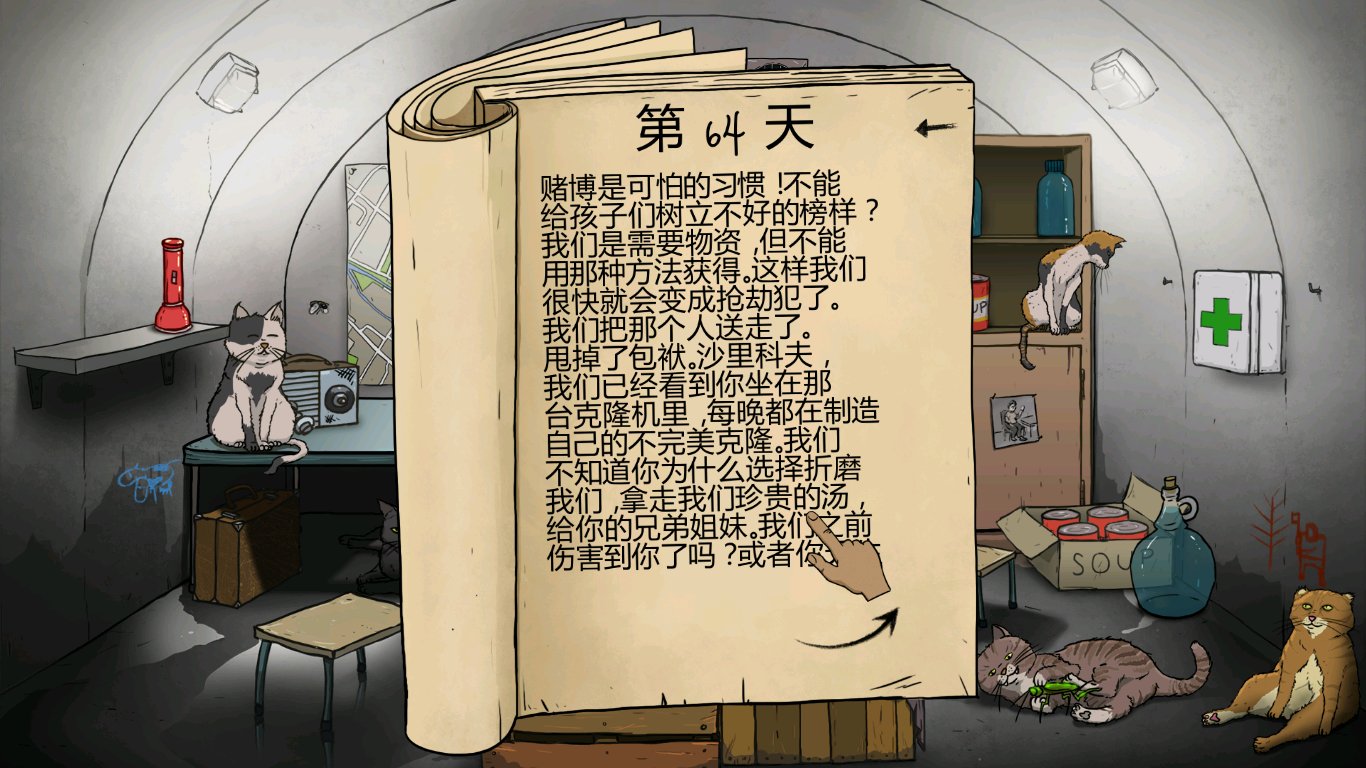 第 64 天
赌博是可怕的习惯 !不能
给孩子们树立不好的榜样 ?
我们是需要物资 ,但不能
用那种方法获得。这样我们
很快就会变成抢劫犯了。
我们把那个人送走了。
甩掉了包袱。沙里科夫 ,
我们已经看到你坐在那
台克隆机里 ,每晚都在制造
自己的不完美克隆。我们
不知道你为什么选择折磨
我们 ,拿走我们珍贵的汤 ,
给你的兄弟姐妹。我们之前
伤害到你了吗 ?或者你
UP
SOUP